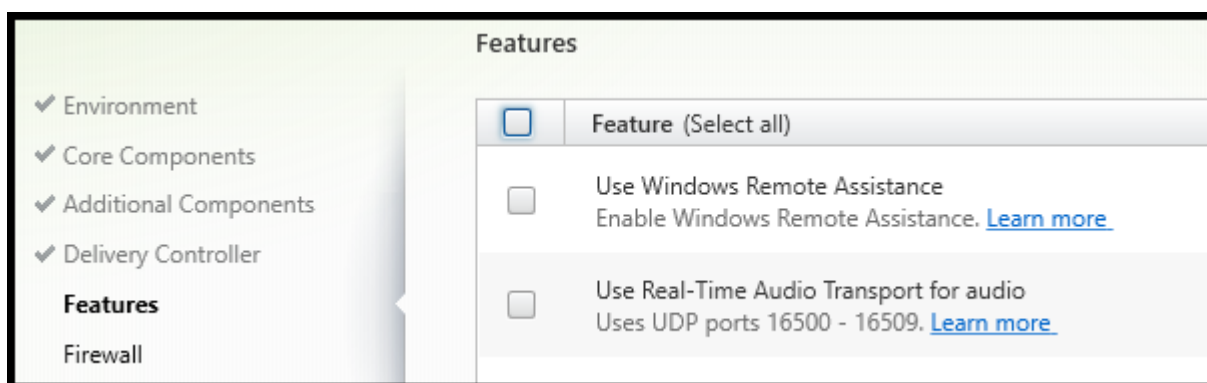 Features
Environment
Core Components
Additional Components
Delivery Controller
Features
Firewall
Feature (Select all)
Use Windows Remote Assistance
Enable Windows Remote Assistance. Learn more
Use Real-Time Audio Transport for audio
Uses UDP ports 16500 - 16509. Learn more